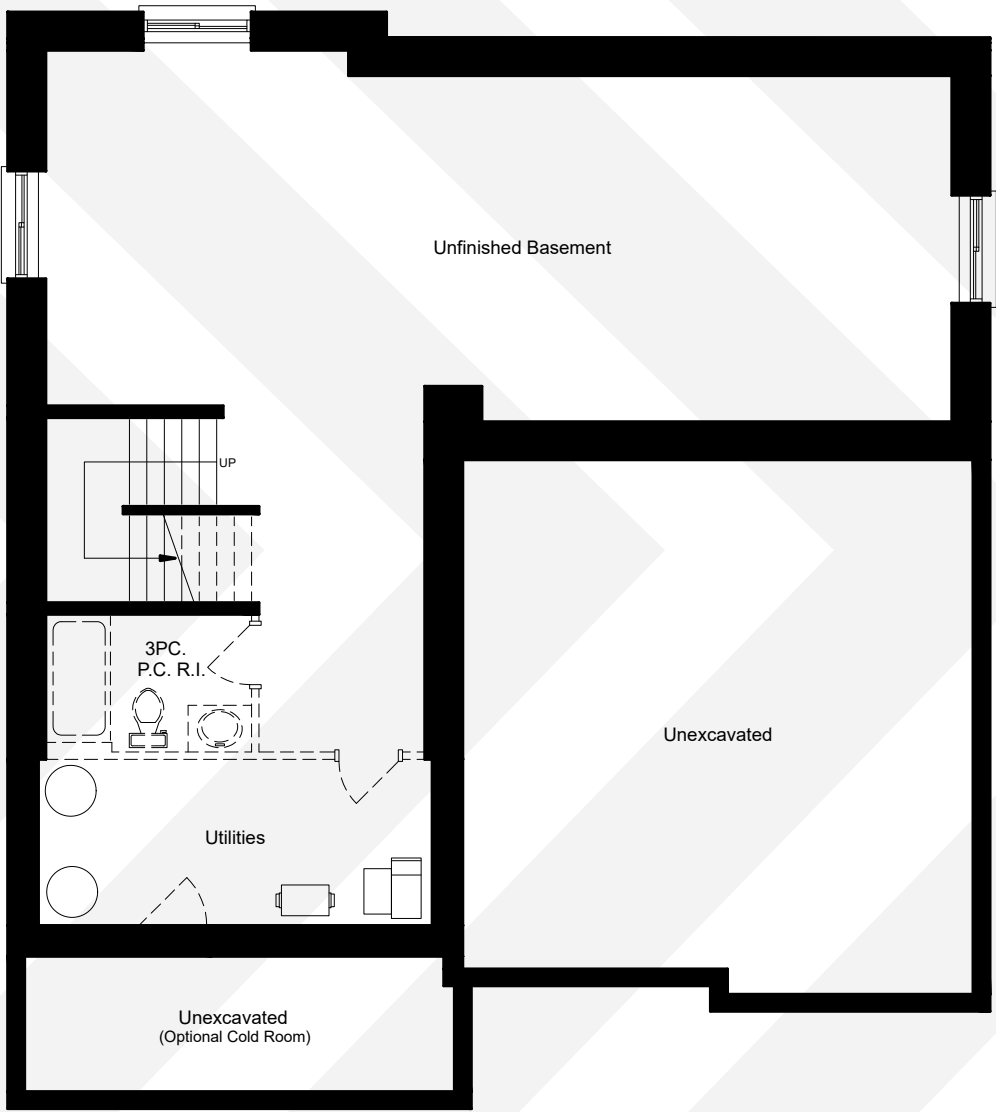 Unfinished Basement
UP
3PC.
P.C. R.I.
Unexcavated
Utilities
Unexcavated
(Optional Cold Room)